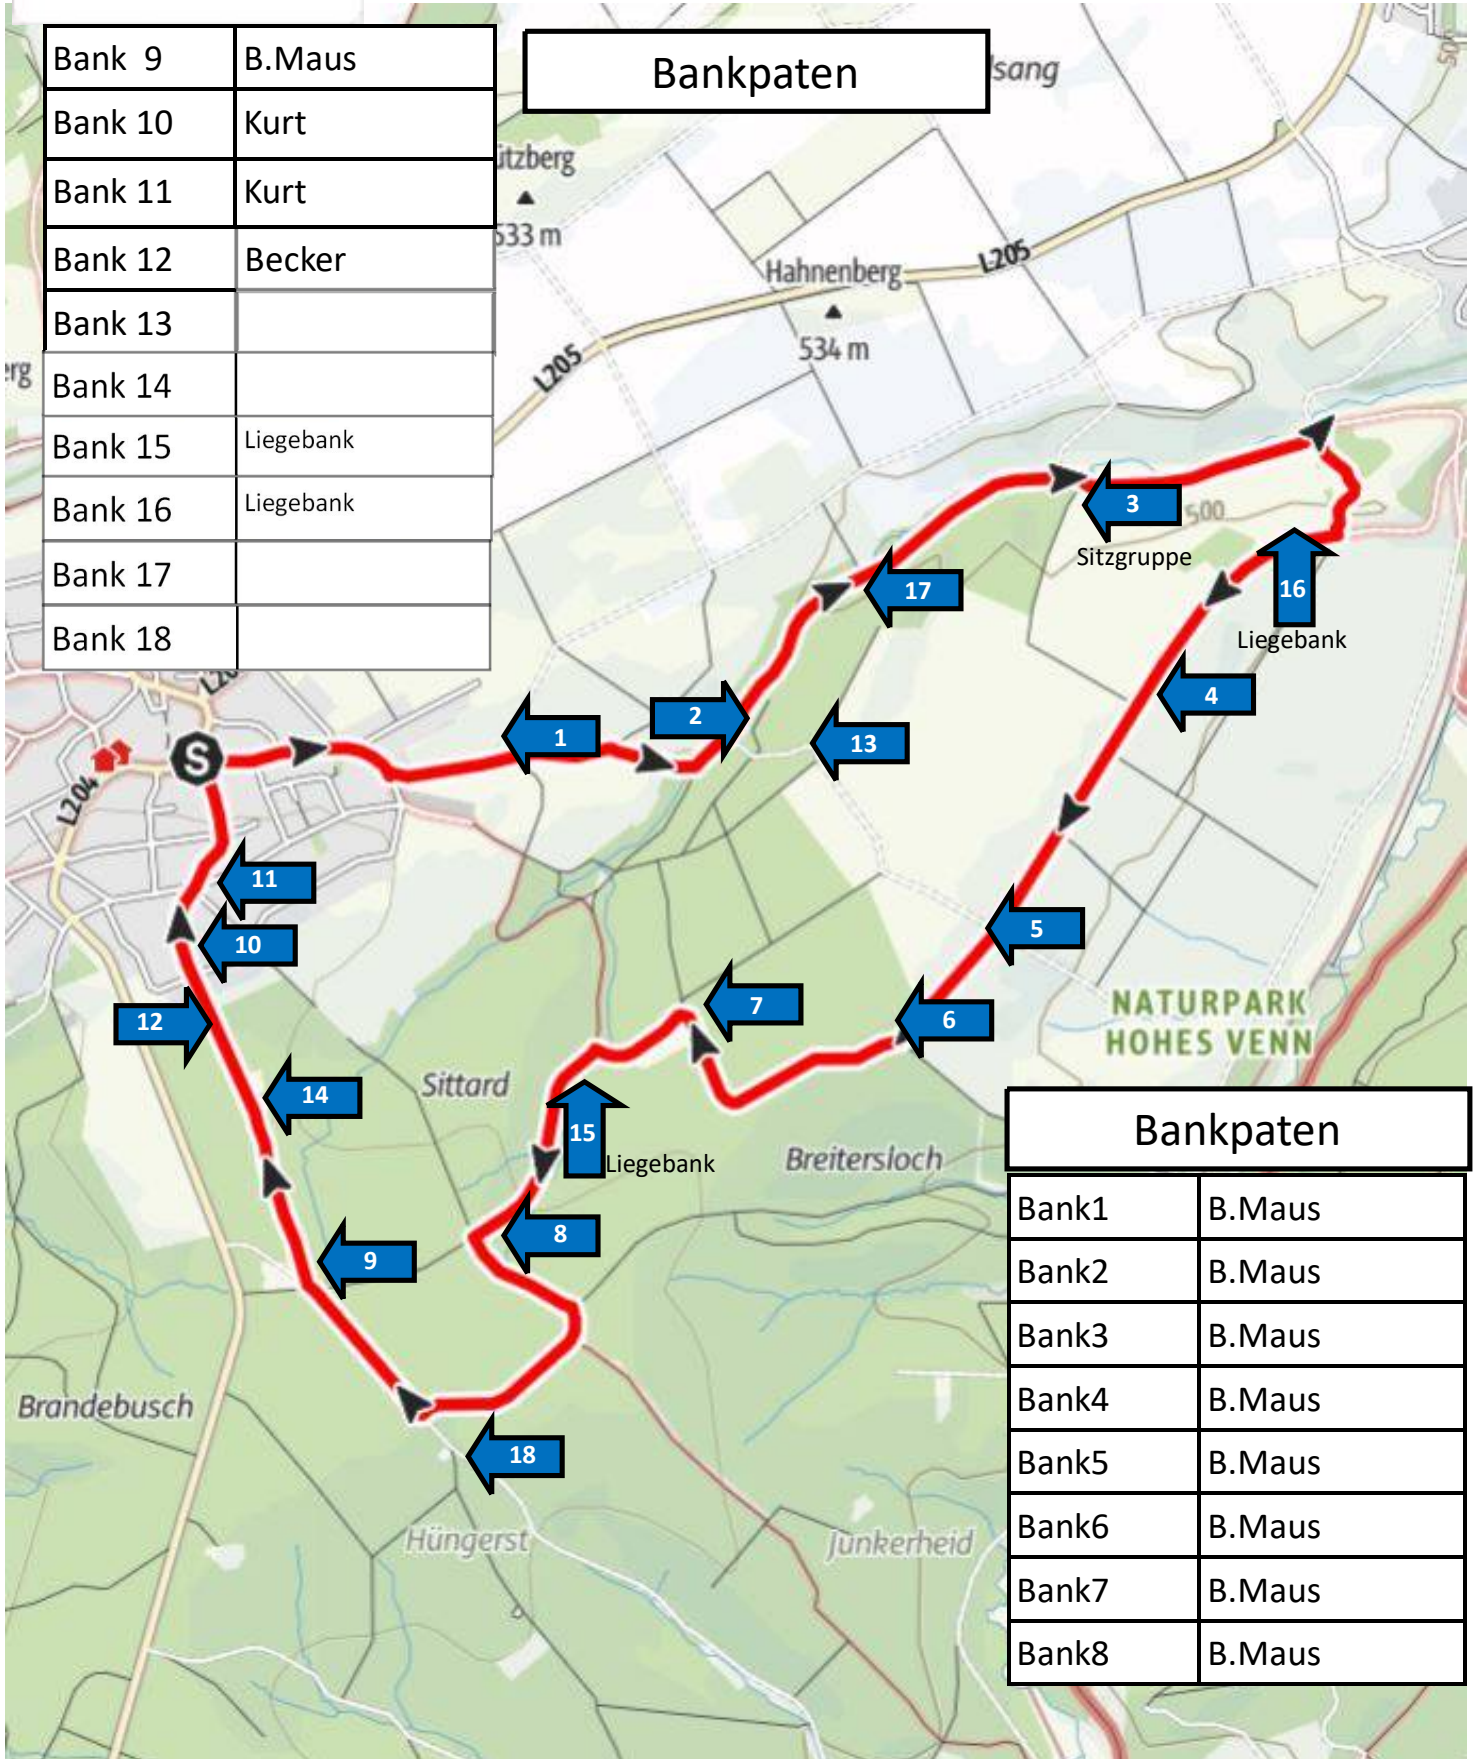 Bank 9 B.Maus
Bank 10 Kurt
Bank 11 Kurt
Bank 12 Becker
Bank 13
Bank 14
Bank 15 Liegebank
Bank 16 Liegebank
Bank 17
Bank 18
Bankpaten
lsang
ützberg
533 m
Hahnenberg
534 m
L205
L205
erg
500
3
Sitzgruppe
17
16
Liegebank
4
2
1
13
S
L204
11
10
12
5
6
7
NATURPARK
HOHES VENN
Sittard
14
15
Liegebank
Breitersloch
8
9
Brandebusch
18
Hüngerst
Junkerheid
Bankpaten
Bank1 B.Maus
Bank2 B.Maus
Bank3 B.Maus
Bank4 B.Maus
Bank5 B.Maus
Bank6 B.Maus
Bank7 B.Maus
Bank8 B.Maus